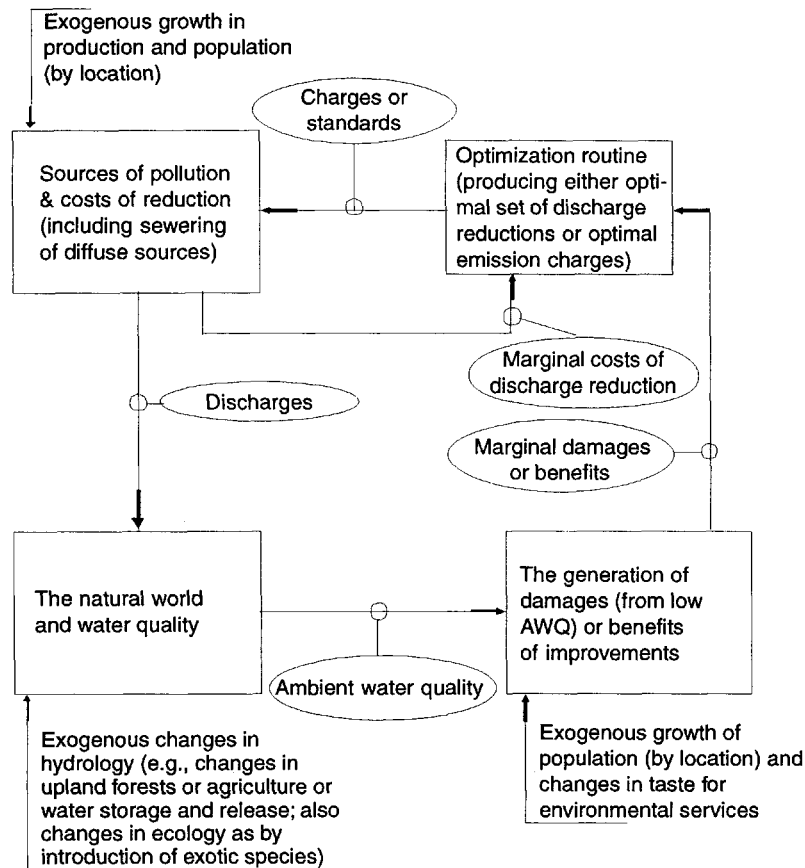 Exogenous growth in
production and population
(by location)
Charges or
standards
Sources of pollution
& costs of reduction
(including sewering
of diffuse sources)
Optimization routine
(producing either opti-
mal set of discharge
reductions or optimal
emission charges)
Marginal costs of
discharge reduction
Discharges
Marginal damages
or benefits
The natural world
and water quality
The generation of
damages (from low
AWQ) or benefits
of improvements
Ambient water quality
Exogenous changes in
hydrology (e.g., changes in
upland forests or agriculture or
water storage and release; also
changes in ecology as by
introduction of exotic species)
Exogenous growth of
population (by location) and
changes in taste for
environmental services